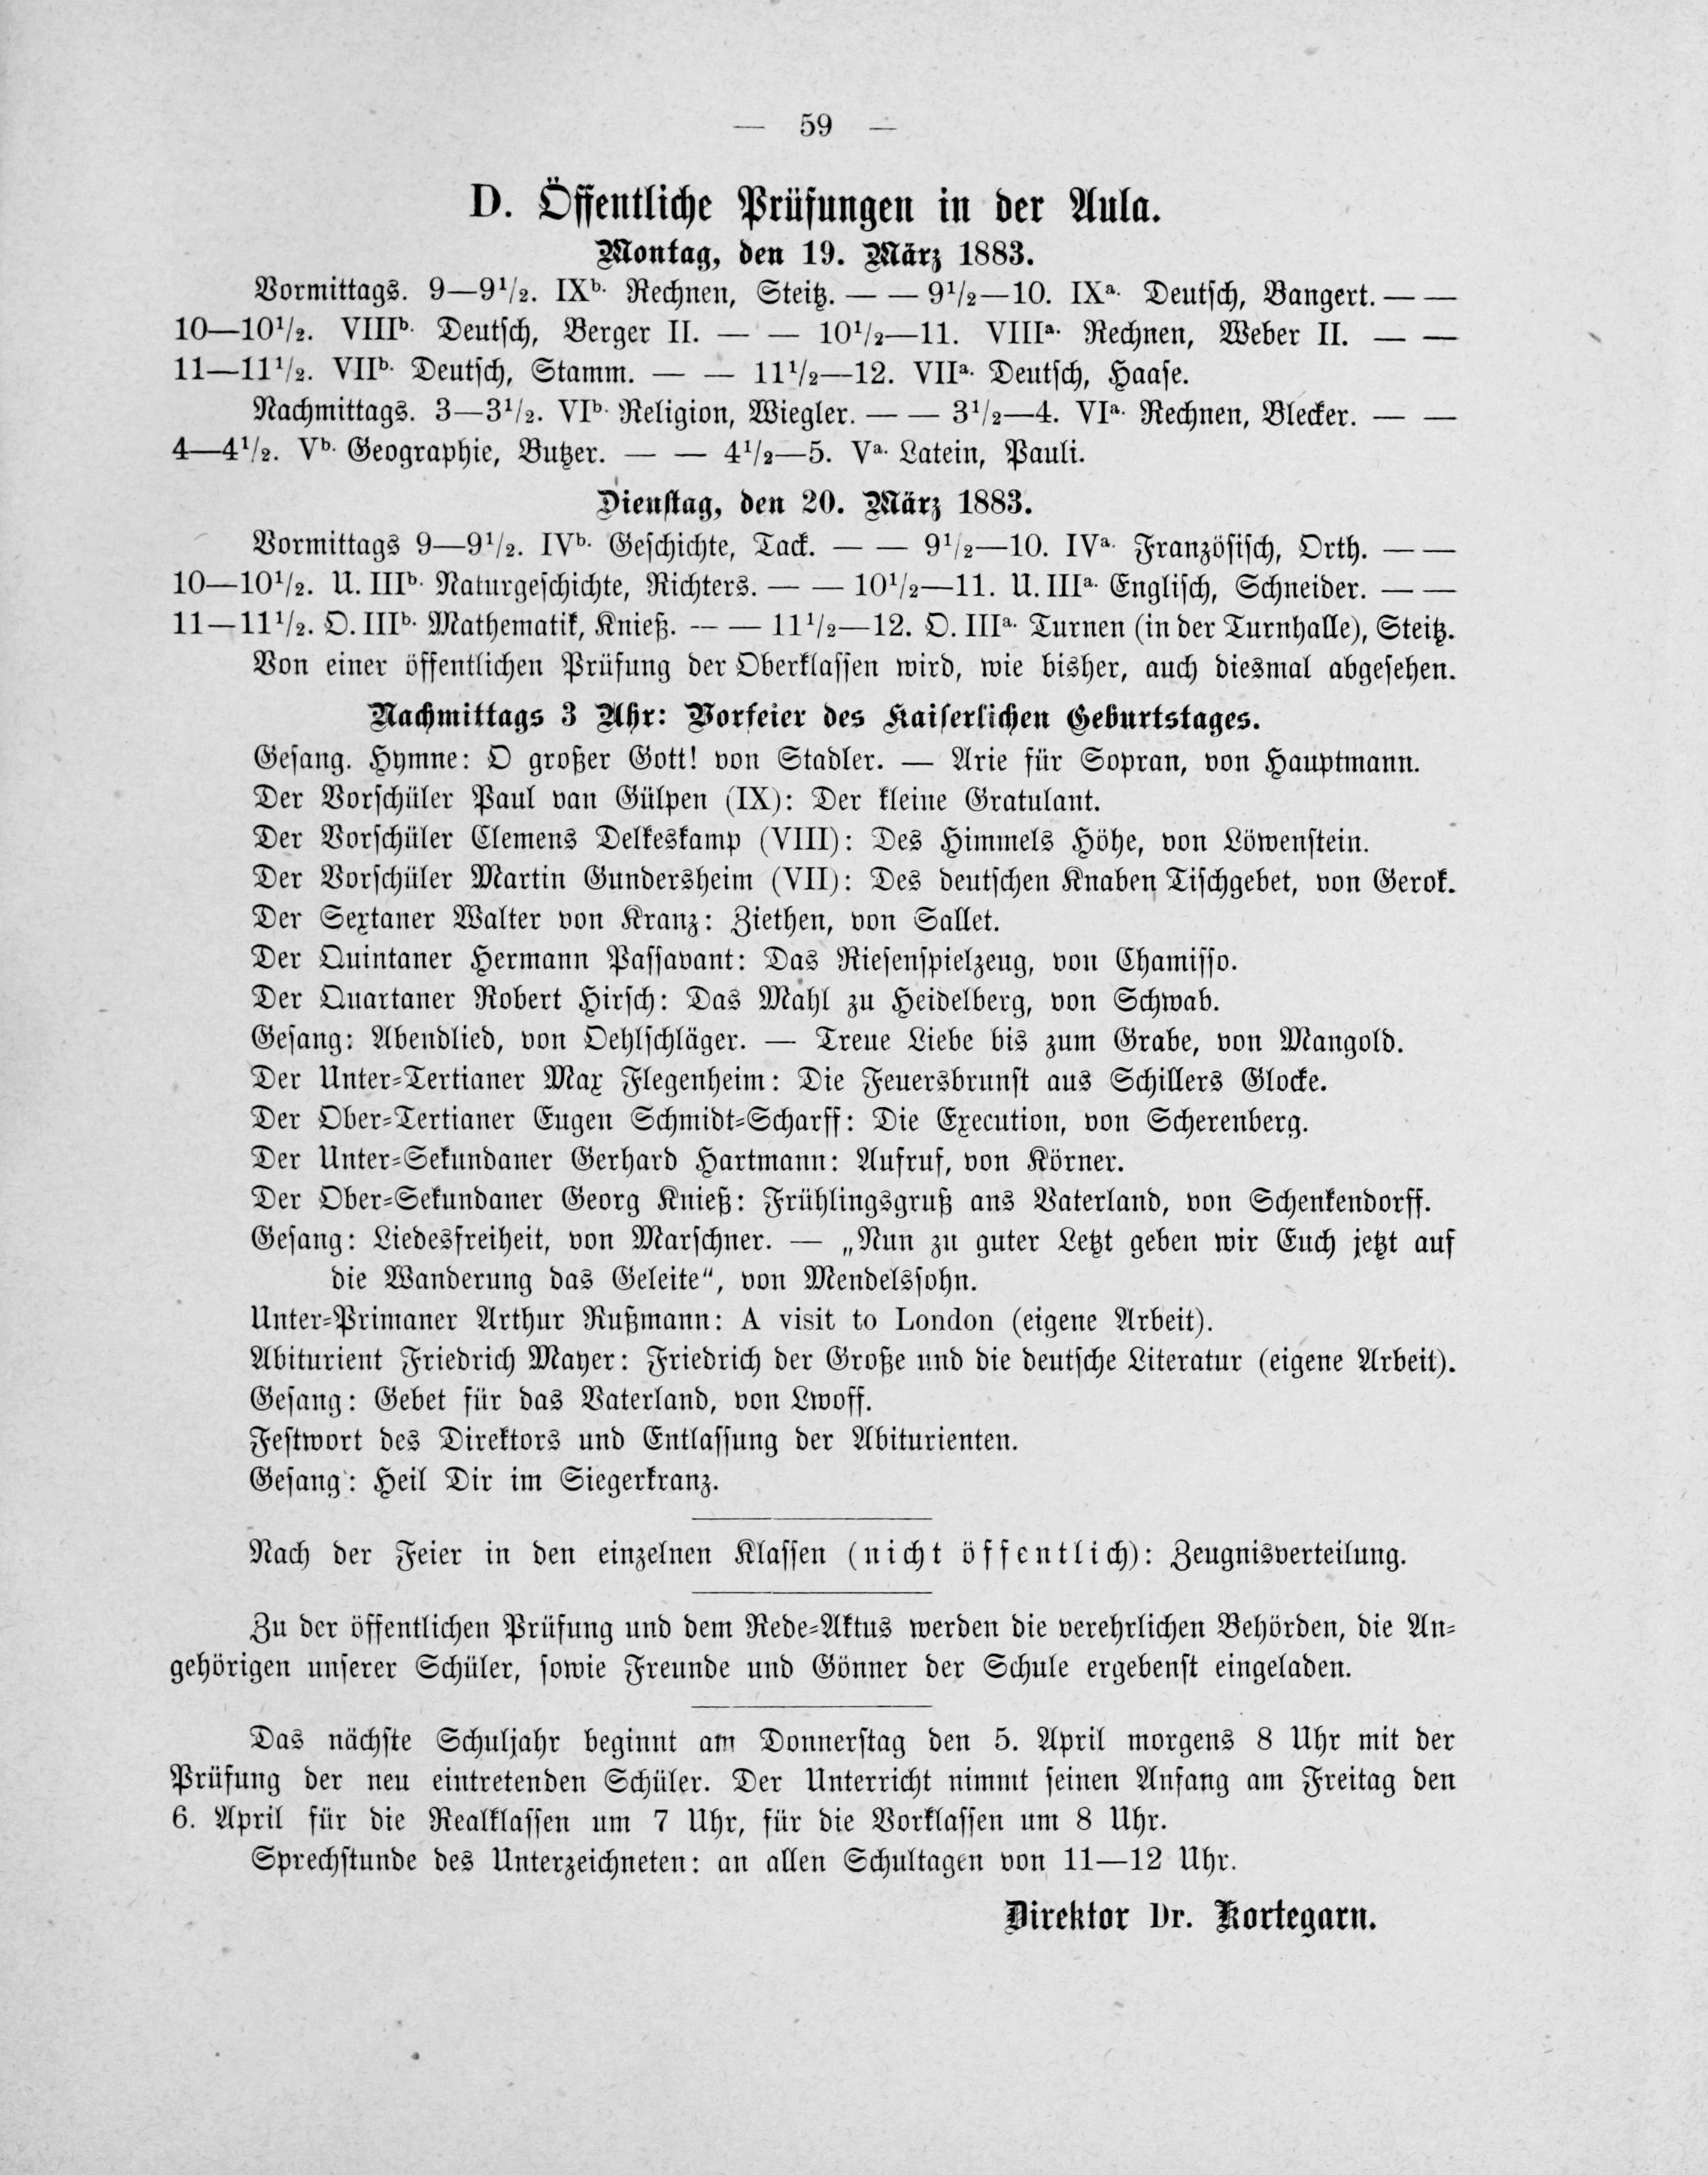 — 59 —
D. Öffentliche Prüfungen in der Aula.
Montag, den 19. März 1883.
Vormittags. 9—9½. IXᵇ· Rechnen, Steitz. — — 9½—10. IXᵃ· Deutsch, Bangert. — —
10—10½. VIIIᵇ· Deutsch, Berger II. — — 10½—11. VIIIᵃ· Rechnen, Weber II. — —
11—11½. VIIᵇ· Deutsch, Stamm. — — 11½—12. VIIᵃ· Deutsch, Haase.
Nachmittags. 3—3½. VIᵇ· Religion, Wiegler. — — 3½—4. VIᵃ· Rechnen, Blecker. — —
4—4½. Vᵇ· Geographie, Butzer. — — 4½—5. Vᵃ· Latein, Pauli.
Dienstag, den 20. März 1883.
Vormittags 9—9½. IVᵇ· Geschichte, Tack. — — 9½—10. IVᵃ· Französisch, Orth. — —
10—10½. U. IIIᵇ· Naturgeschichte, Richters. — — 10½—11. U. IIIᵃ· Englisch, Schneider. — —
11—11½. O. IIIᵇ· Mathematik, Knieß. — — 11½—12. O. IIIᵃ· Turnen (in der Turnhalle), Steitz.
Von einer öffentlichen Prüfung der Oberklassen wird, wie bisher, auch diesmal abgesehen.
Nachmittags 3 Uhr: Vorfeier des Kaiserlichen Geburtstages.
Gesang. Hymne: O großer Gott! von Stadler. — Arie für Sopran, von Hauptmann.
Der Vorschüler Paul van Gülpen (IX): Der kleine Gratulant.
Der Vorschüler Clemens Delkeskamp (VIII): Des Himmels Höhe, von Löwenstein.
Der Vorschüler Martin Gundersheim (VII): Des deutschen Knaben Tischgebet, von Gerok.
Der Sextaner Walter von Kranz: Ziethen, von Sallet.
Der Quintaner Hermann Passavant: Das Riesenspielzeug, von Chamisso.
Der Quartaner Robert Hirsch: Das Mahl zu Heidelberg, von Schwab.
Gesang: Abendlied, von Oehlschläger. — Treue Liebe bis zum Grabe, von Mangold.
Der Unter-Tertianer Max Flegenheim: Die Feuersbrunst aus Schillers Glocke.
Der Ober-Tertianer Eugen Schmidt-Scharff: Die Execution, von Scherenberg.
Der Unter-Sekundaner Gerhard Hartmann: Aufruf, von Körner.
Der Ober-Sekundaner Georg Knieß: Frühlingsgruß ans Vaterland, von Schenkendorff.
Gesang: Liedesfreiheit, von Marschner. — „Nun zu guter Letzt geben wir Euch jetzt auf
die Wanderung das Geleite“, von Mendelssohn.
Unter-Primaner Arthur Rußmann: A visit to London (eigene Arbeit).
Abiturient Friedrich Mayer: Friedrich der Große und die deutsche Literatur (eigene Arbeit).
Gesang: Gebet für das Vaterland, von Lwoff.
Festwort des Direktors und Entlassung der Abiturienten.
Gesang: Heil Dir im Siegerkranz.
Nach der Feier in den einzelnen Klassen (nicht öffentlich): Zeugnisverteilung.
Zu der öffentlichen Prüfung und dem Rede-Aktus werden die verehrlichen Behörden, die An-
gehörigen unserer Schüler, sowie Freunde und Gönner der Schule ergebenst eingeladen.
Das nächste Schuljahr beginnt am Donnerstag den 5. April morgens 8 Uhr mit der
Prüfung der neu eintretenden Schüler. Der Unterricht nimmt seinen Anfang am Freitag den
6. April für die Realklassen um 7 Uhr, für die Vorklassen um 8 Uhr.
Sprechstunde des Unterzeichneten: an allen Schultagen von 11—12 Uhr.
Direktor Dr. Kortegarn.